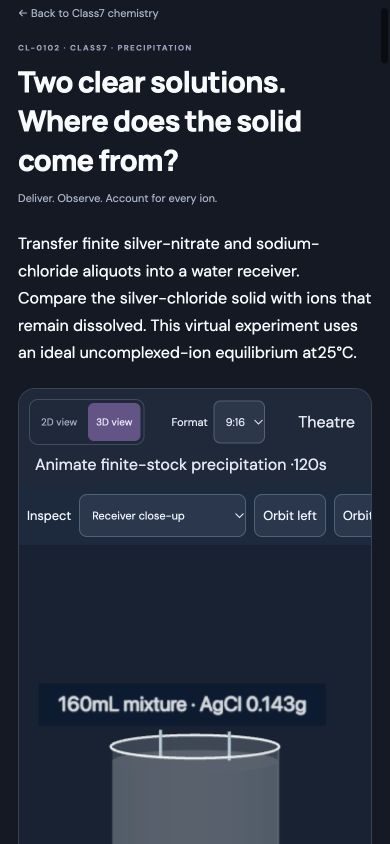 ← Back to Class7 chemistry
CL-0102 · CLASS7 · PRECIPITATION
Two clear solutions.
Where does the solid
come from?
Deliver. Observe. Account for every ion.
Transfer finite silver-nitrate and sodium-
chloride aliquots into a water receiver.
Compare the silver-chloride solid with ions that
remain dissolved. This virtual experiment uses
an ideal uncomplexed-ion equilibrium at25°C.
2D view 3D view Format 9:16 Theatre
Animate finite-stock precipitation ·120s
Inspect Receiver close-up Orbit left Orbit
160mL mixture · AgCl 0.143g